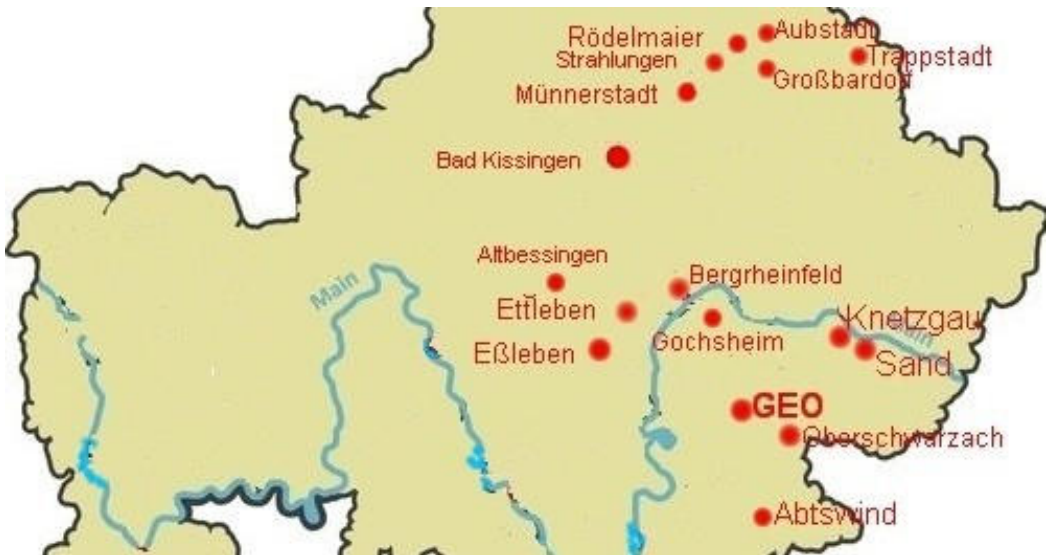 Aubstadt
Rödelmaier
Trappstadt
Strahlungen
Großbardorf
Münnerstadt
Bad Kissingen
Altbessingen
Main
Bergrheinfeld
Ettleben
Knetzgau
Main
Gochsheim
Eßleben
Sand
GEO
Oberschwarzach
Abtswind